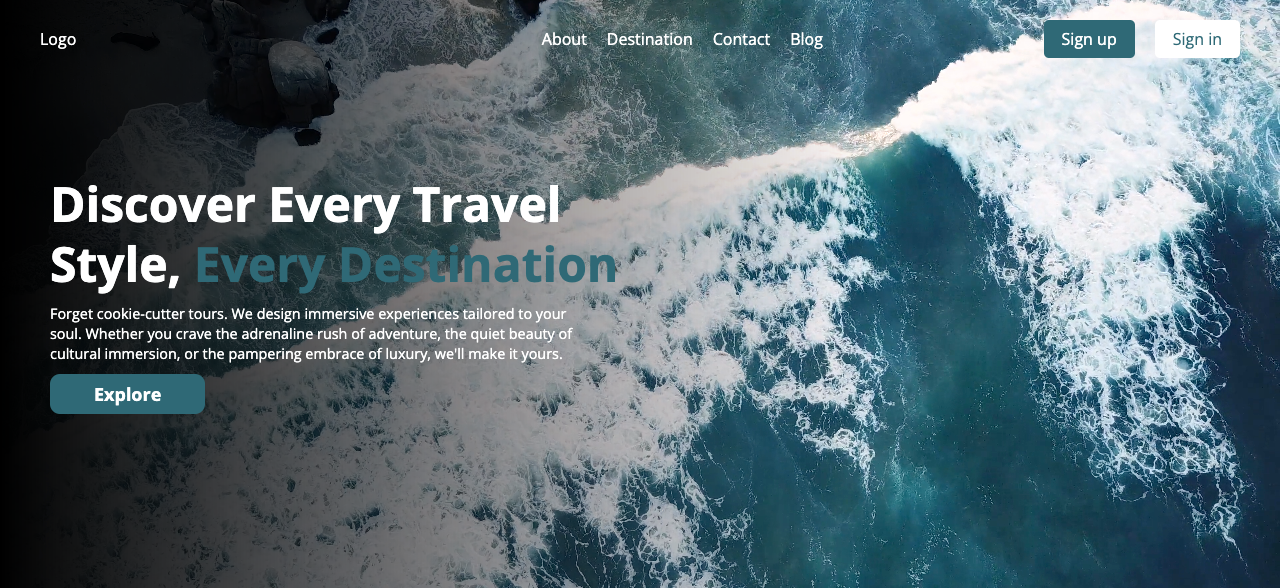 Logo
About Destination Contact Blog
Sign up
Sign in
Discover Every Travel
Style, Every Destination
Forget cookie-cutter tours. We design immersive experiences tailored to your
soul. Whether you crave the adrenaline rush of adventure, the quiet beauty of
cultural immersion, or the pampering embrace of luxury, we'll make it yours.
Explore